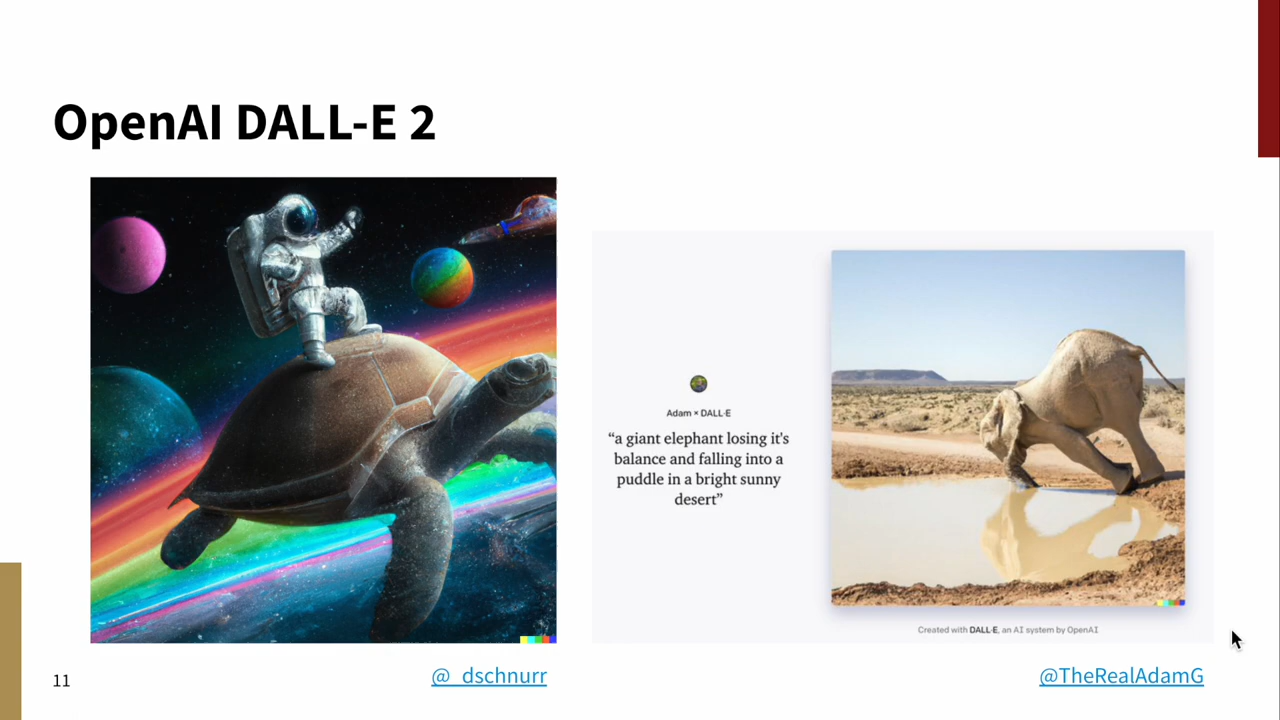 OpenAI DALL-E 2
Adam × DALL·E
“a giant elephant losing it’s
balance and falling into a
puddle in a bright sunny
desert”
Created with DALL·E, an AI system by OpenAI
11
@_dschnurr
@TheRealAdamG